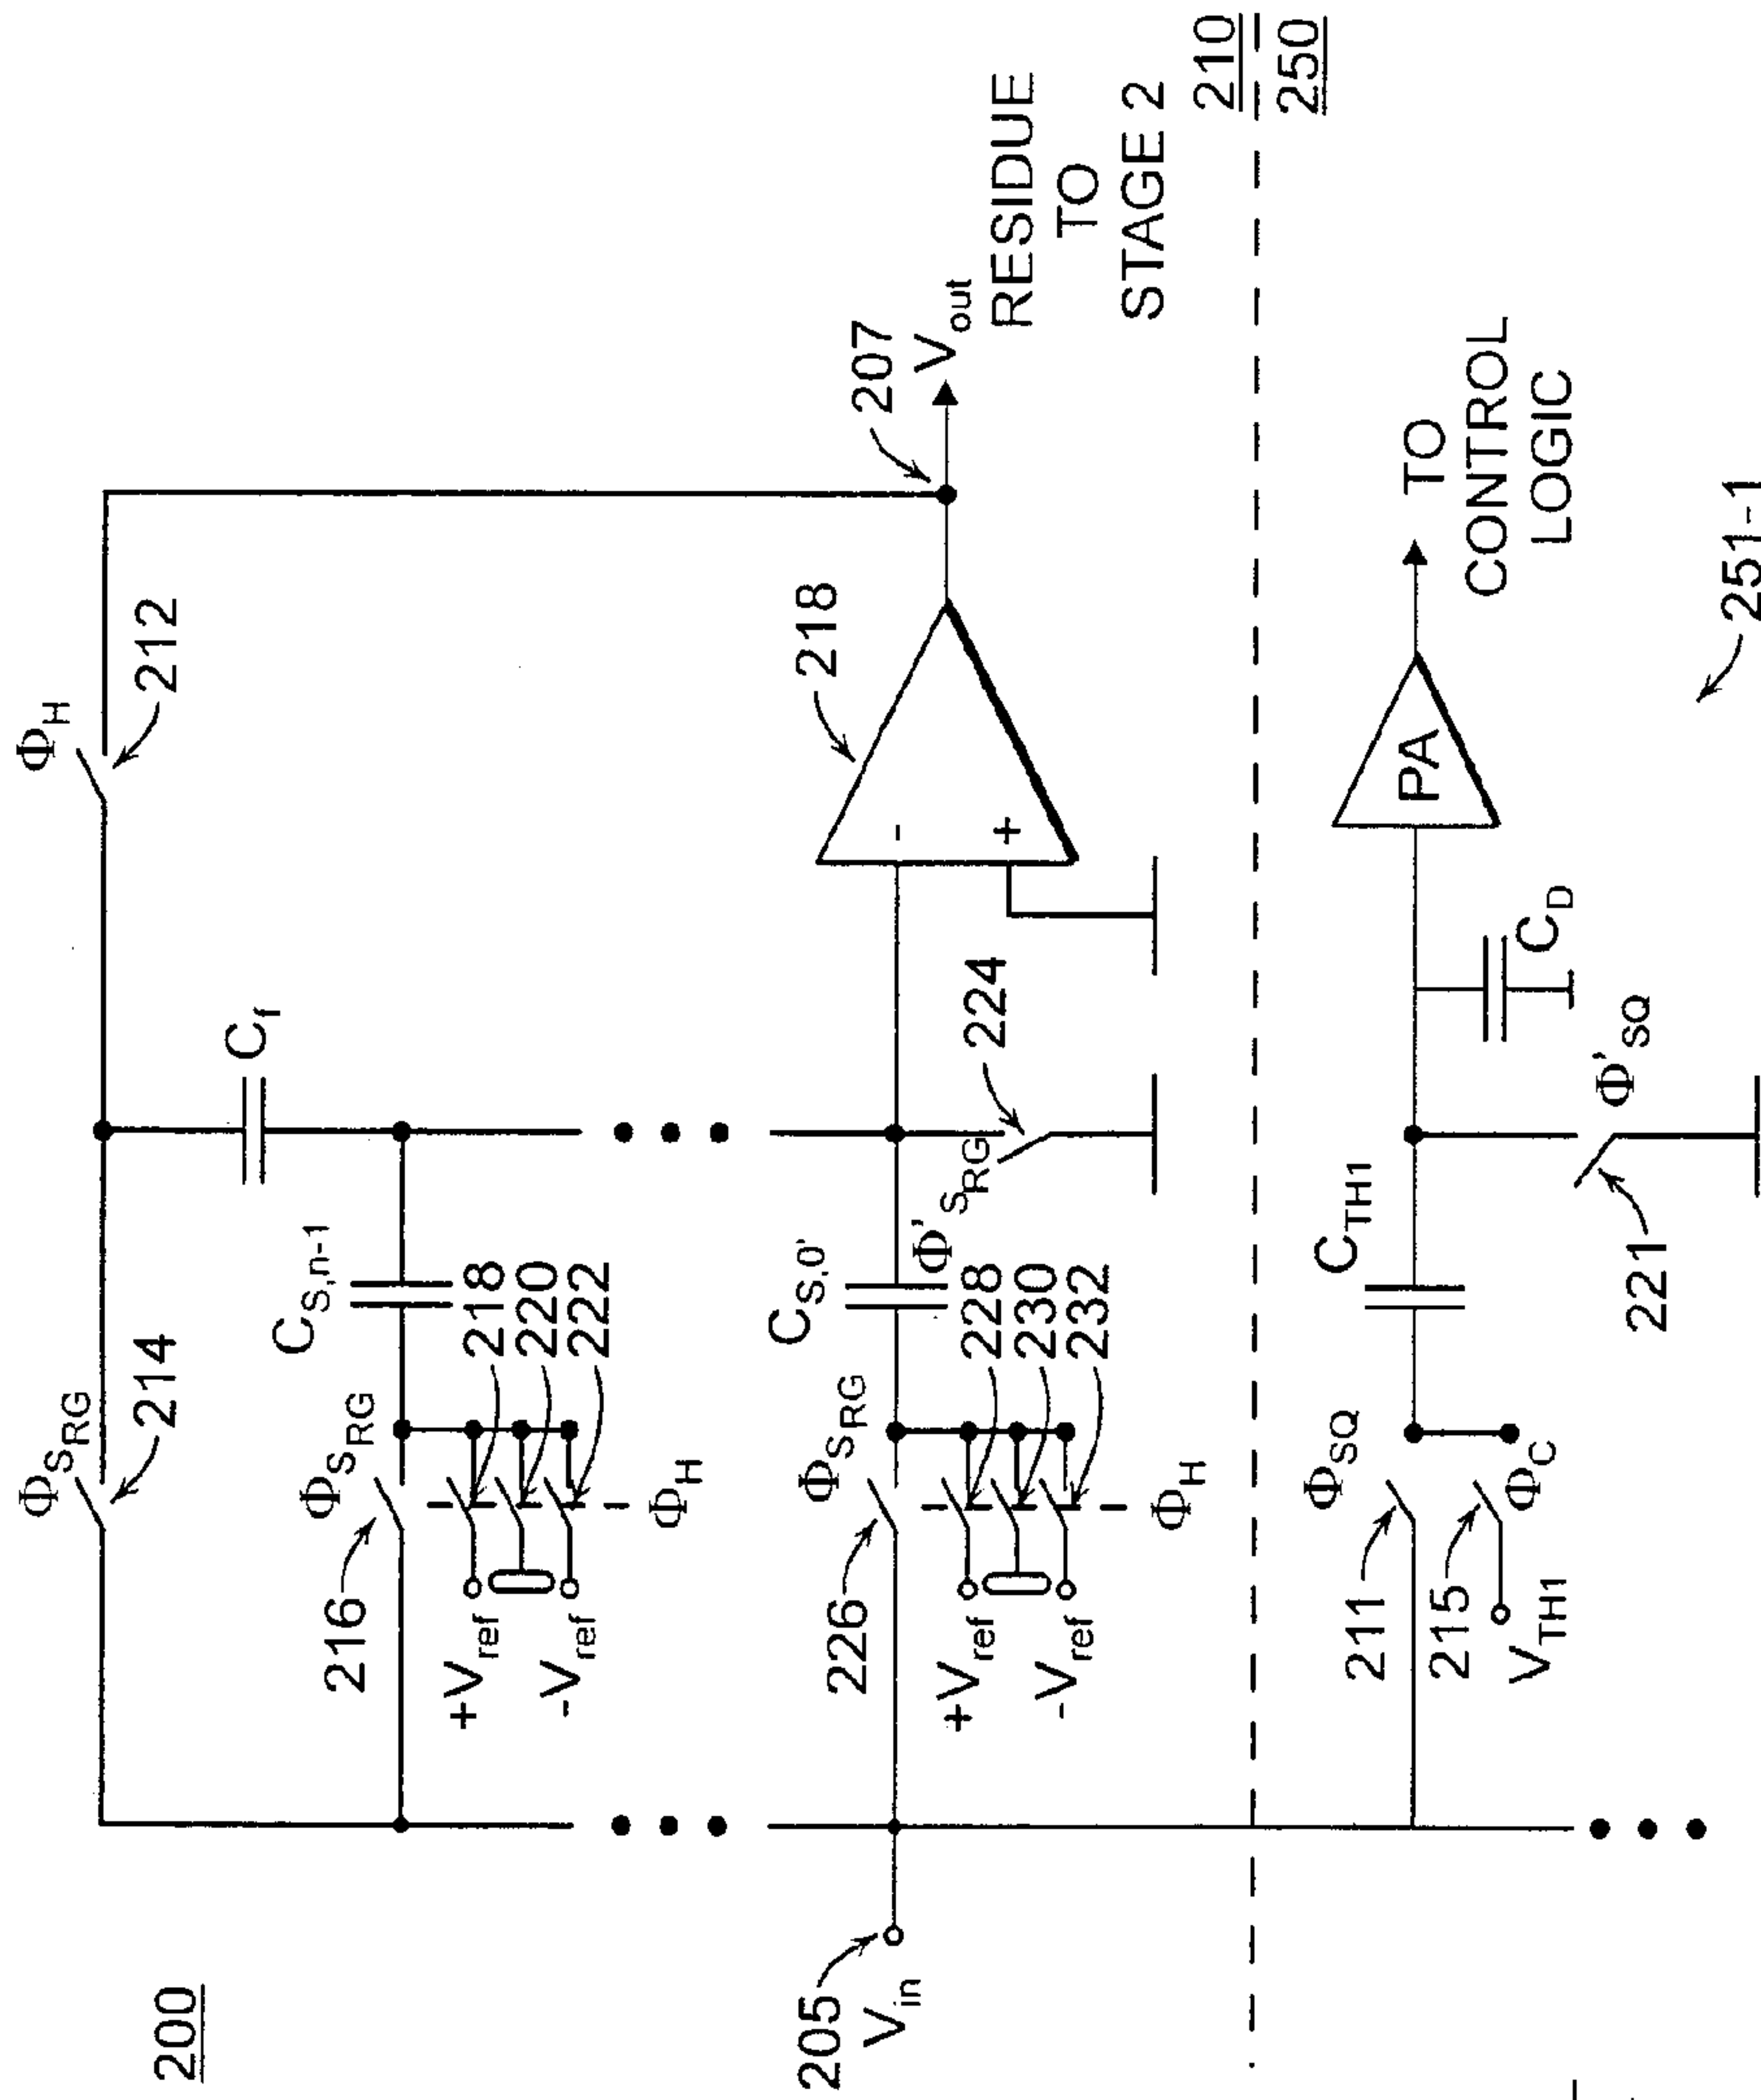 200
Φ_SRG
214
Φ_H
212
C_f
Φ_SRG
216
C_S,n-1
218
220
222
+V_ref
-V_ref
Φ_H
205
V_in
Φ_SRG
226
C_S,0'
228
230
232
+V_ref
-V_ref
Φ_H
Φ'_SRG
224
-
+
218
207
V_out
RESIDUE
TO
STAGE 2
210
250
Φ_SQ
211
215
Φ_C
V_TH1
C_TH1
221
Φ'_SQ
C_D
PA
TO
CONTROL
LOGIC
251-1